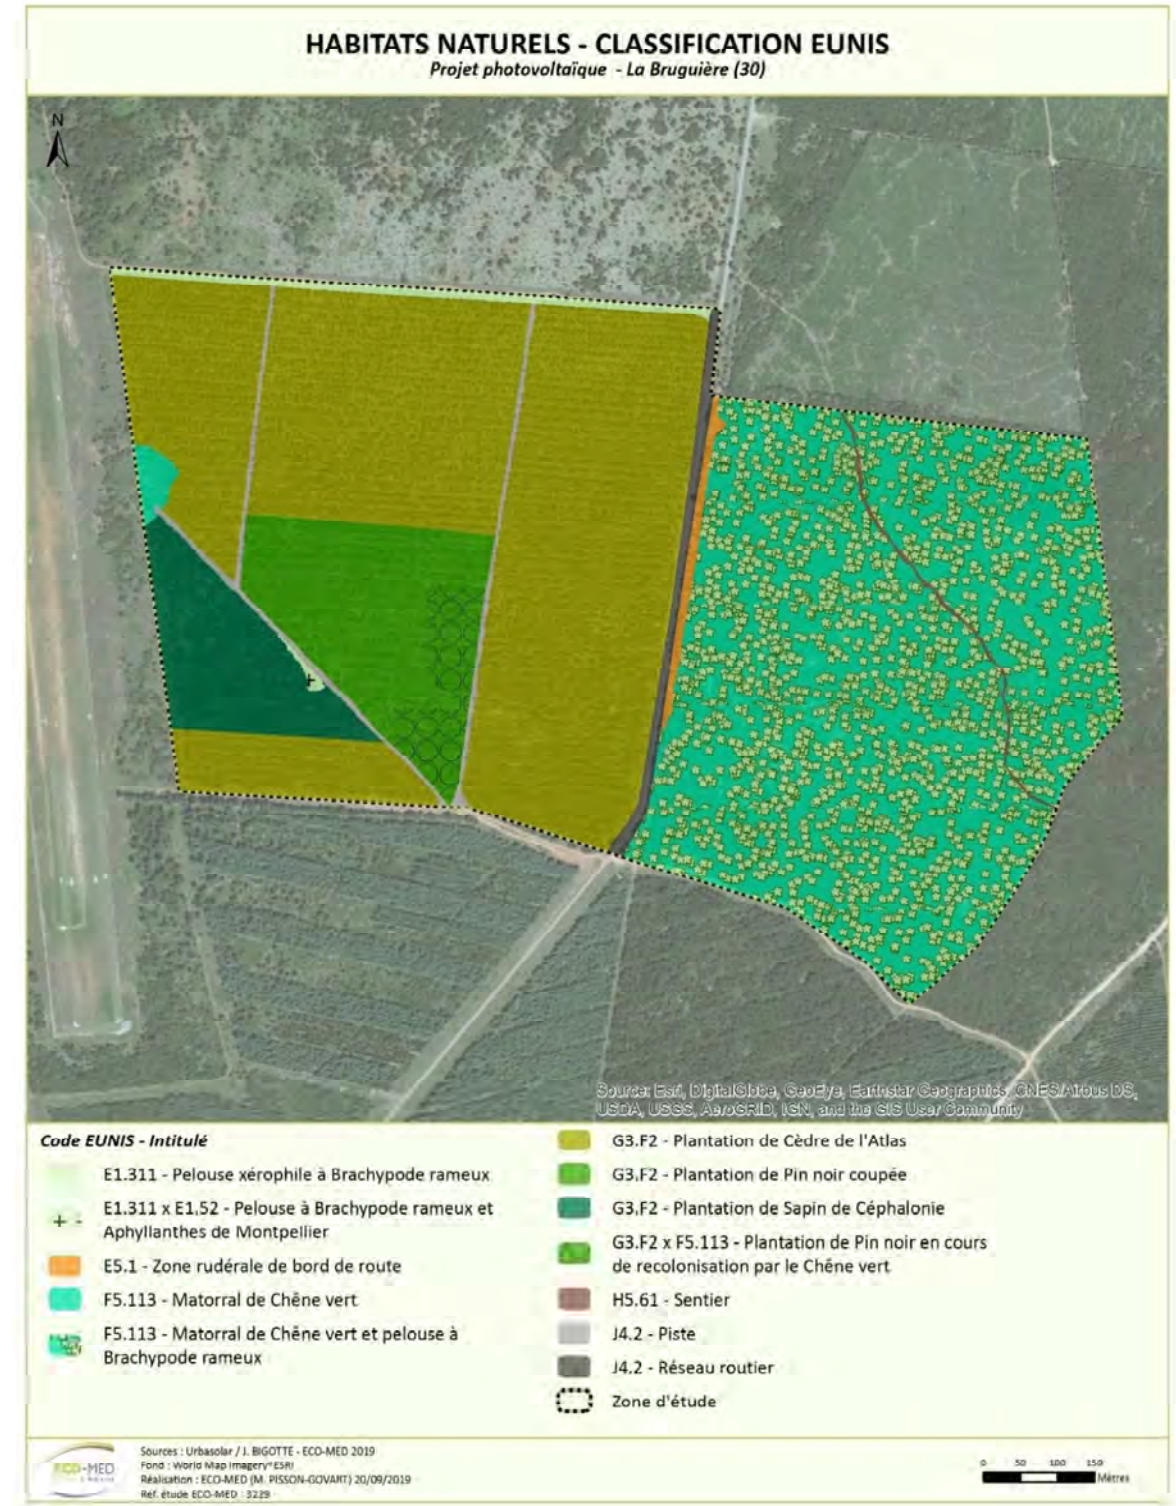 HABITATS NATURELS - CLASSIFICATION EUNIS
Projet photovoltaïque - La Bruguière (30)
N
Source: Esri, DigitalGlobe, GeoEye, Earthstar Geographics, CNES/Airbus DS,
USDA, USGS, AeroGRID, IGN, and the GIS User Community
Code EUNIS - Intitulé
E1.311 - Pelouse xérophile à Brachypode rameux
E1.311 x E1.52 - Pelouse à Brachypode rameux et
Aphyllanthes de Montpellier
E5.1 - Zone rudérale de bord de route
F5.113 - Matorral de Chêne vert
F5.113 - Matorral de Chêne vert et pelouse à
Brachypode rameux
G3.F2 - Plantation de Cèdre de l'Atlas
G3.F2 - Plantation de Pin noir coupée
G3.F2 - Plantation de Sapin de Céphalonie
G3.F2 x F5.113 - Plantation de Pin noir en cours
de recolonisation par le Chêne vert
H5.61 - Sentier
J4.2 - Piste
J4.2 - Réseau routier
Zone d'étude
ECO-MED
Sources : Urbasolar / J. BIGOTTE - ECO-MED 2019
Fond : World Map Imagery® ESRI
Réalisation : ECO-MED (M. PISSON-GOVART) 20/09/2019
Réf. étude ECO-MED : 3229
0 50 100 150
Mètres